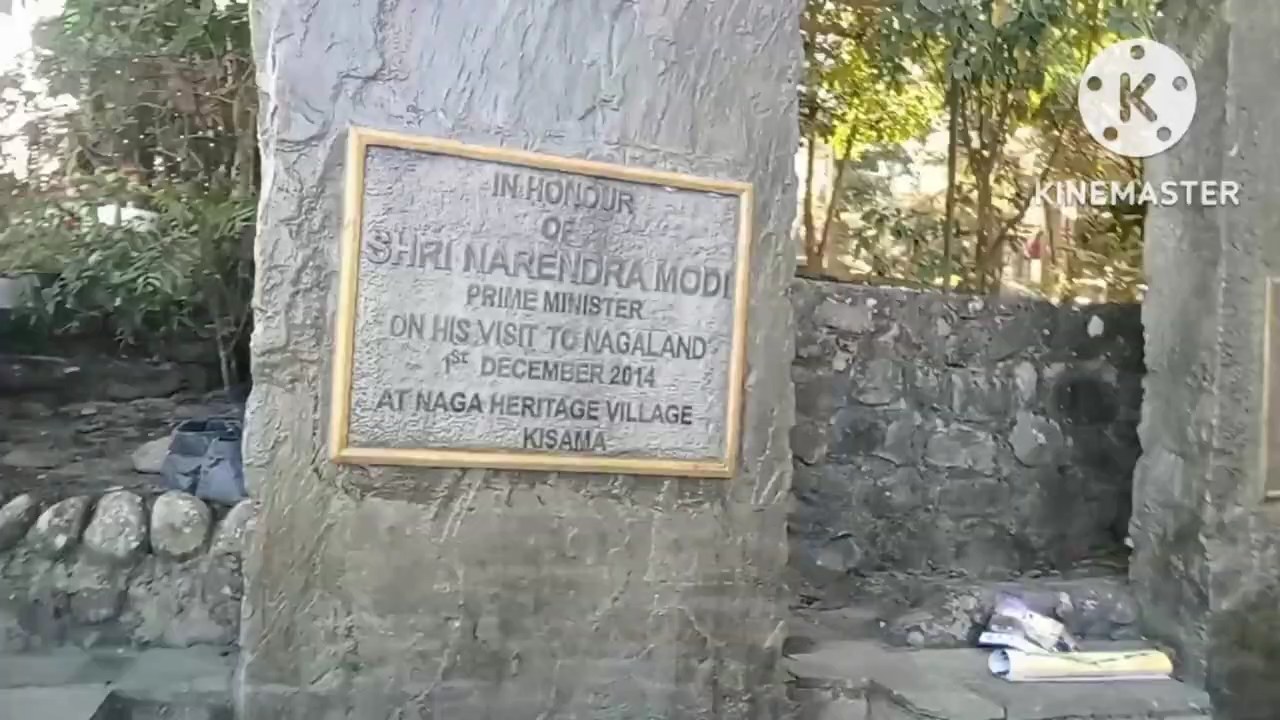 IN HONOUR
OF
SHRI NARENDRA MODI
PRIME MINISTER
ON HIS VISIT TO NAGALAND
1ST DECEMBER 2014
AT NAGA HERITAGE VILLAGE
KISAMA
K
KINEMASTER